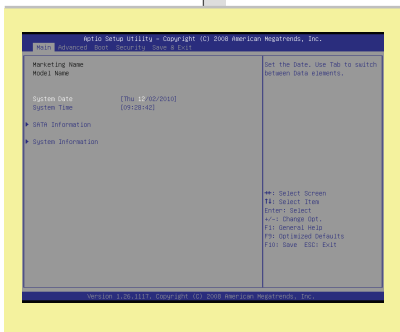 Aptio Setup Utility - Copyright (C) 2008 American Megatrends, Inc.
Main Advanced Boot Security Save & Exit
Marketing Name
Model Name
System Date [Thu 12/02/2010]
System Time [09:28:42]
SATA Information
System Information
Set the Date. Use Tab to switch
between Data elements.
↔: Select Screen
↑↓: Select Item
Enter: Select
+/-: Change Opt.
F1: General Help
F9: Optimized Defaults
F10: Save ESC: Exit
Version 1.26.1117. Copyright (C) 2008 American Megatrends, Inc.